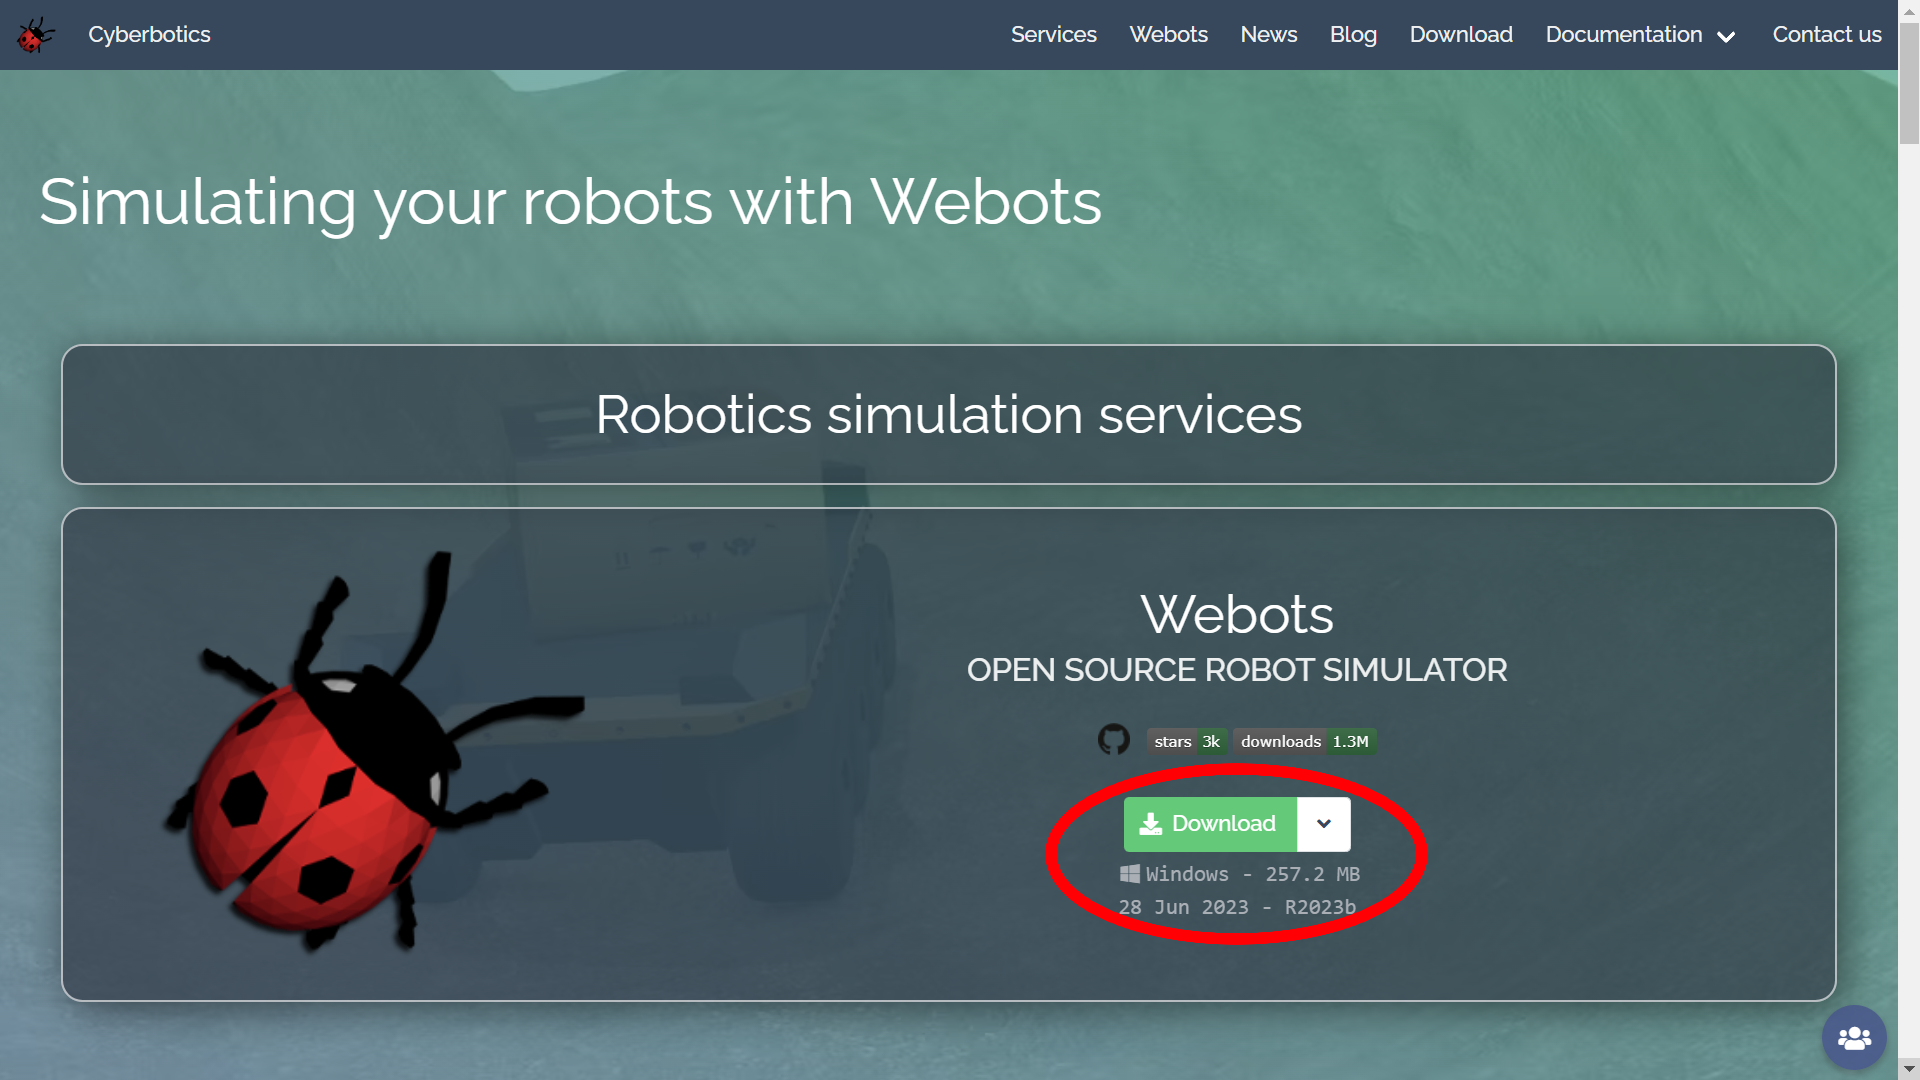 Cyberbotics Services Webots News Blog Download Documentation Contact us
Simulating your robots with Webots
Robotics simulation services
Webots
OPEN SOURCE ROBOT SIMULATOR
stars 3k downloads 1.3M
Download
Windows - 257.2 MB
28 Jun 2023 - R2023b